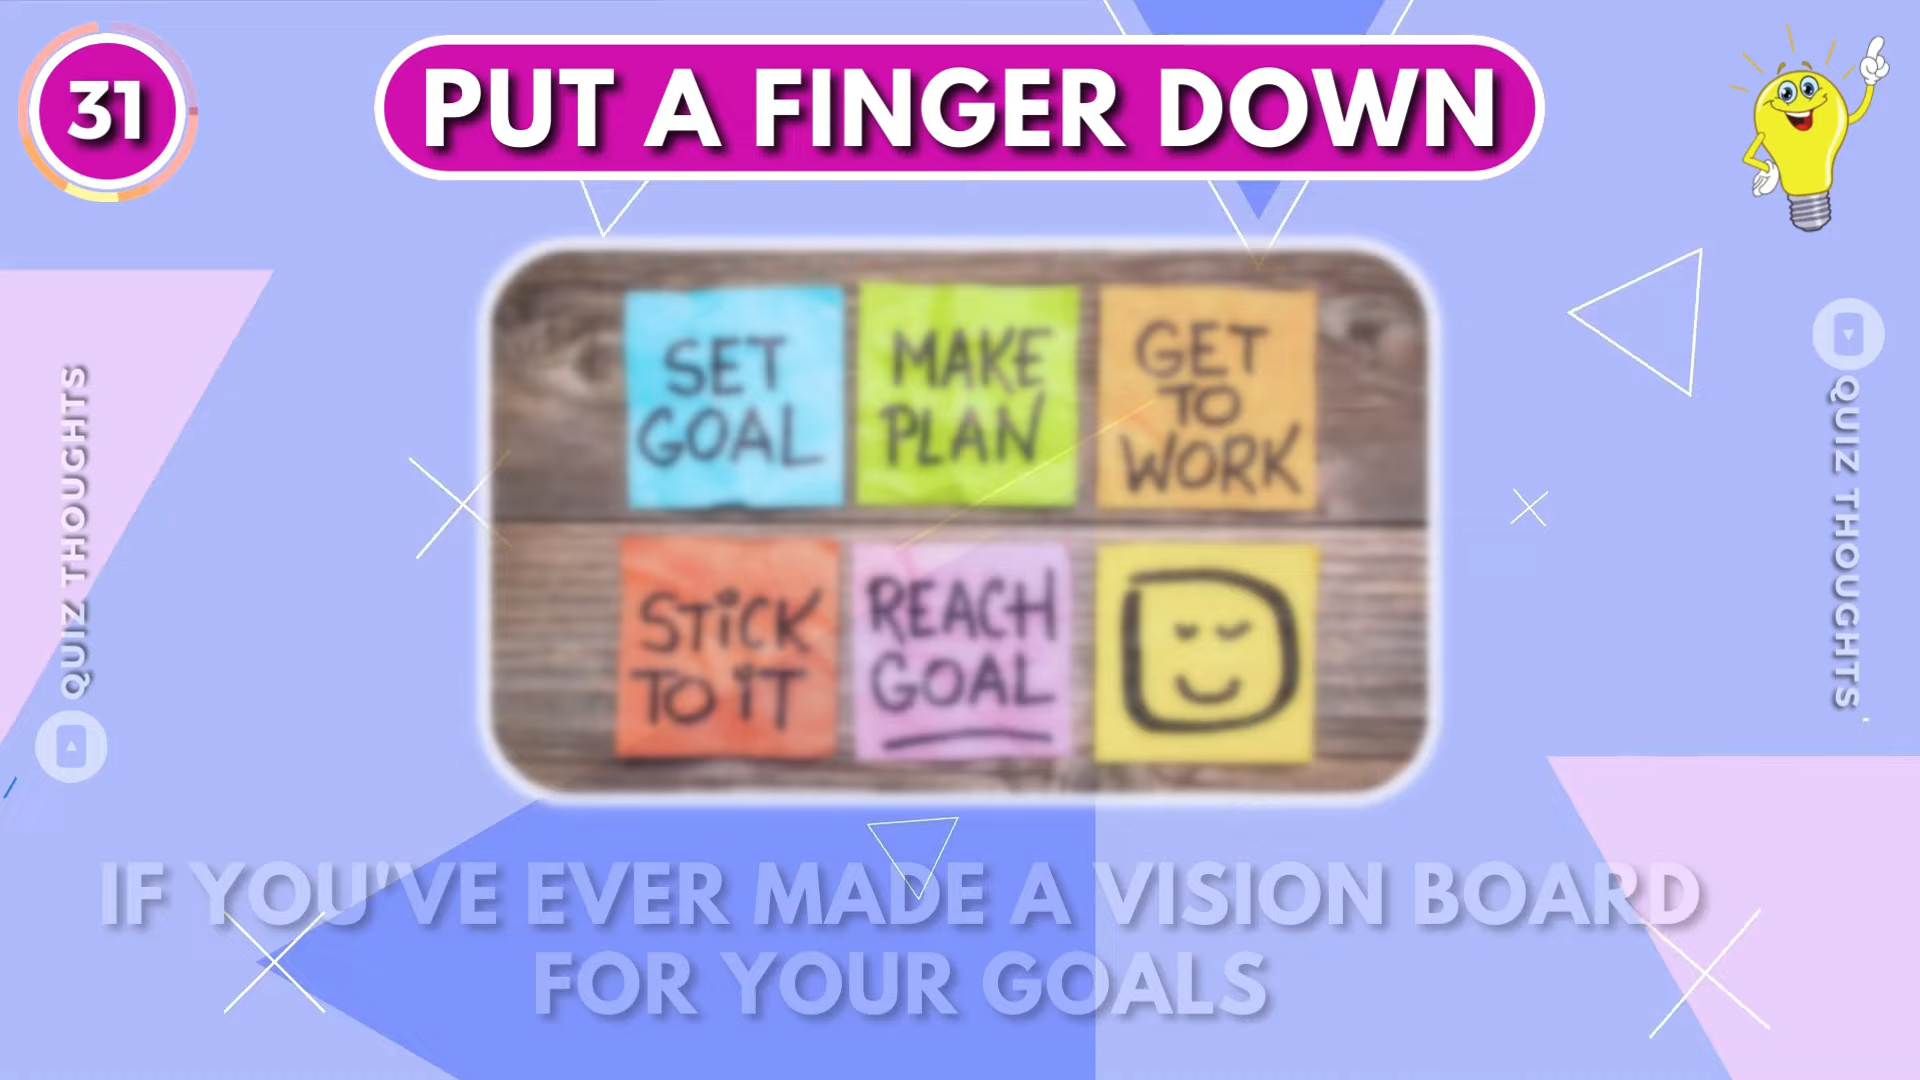 31
PUT A FINGER DOWN
SET
GOAL
MAKE
PLAN
GET
TO
WORK
STiCK
TO iT
REACH
GOAL
QUIZ THOUGHTS
QUIZ THOUGHTS
IF YOU'VE EVER MADE A VISION BOARD
FOR YOUR GOALS